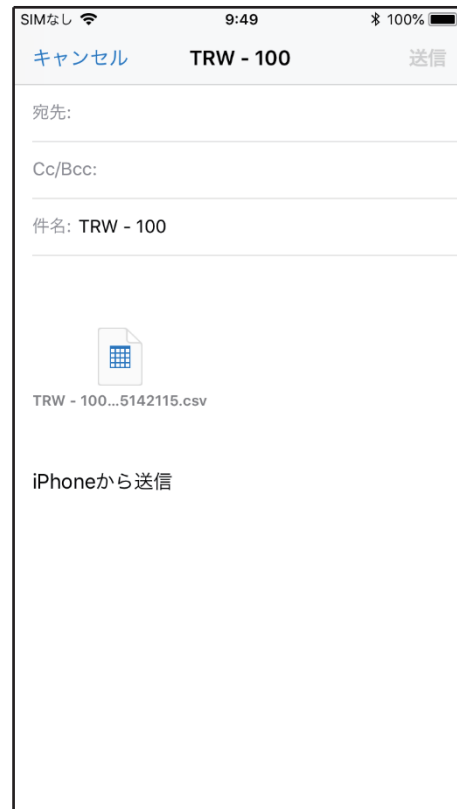 SIMなし 9:49 100%
キャンセル TRW - 100 送信
宛先:
Cc/Bcc:
件名: TRW - 100
TRW - 100...5142115.csv
iPhoneから送信